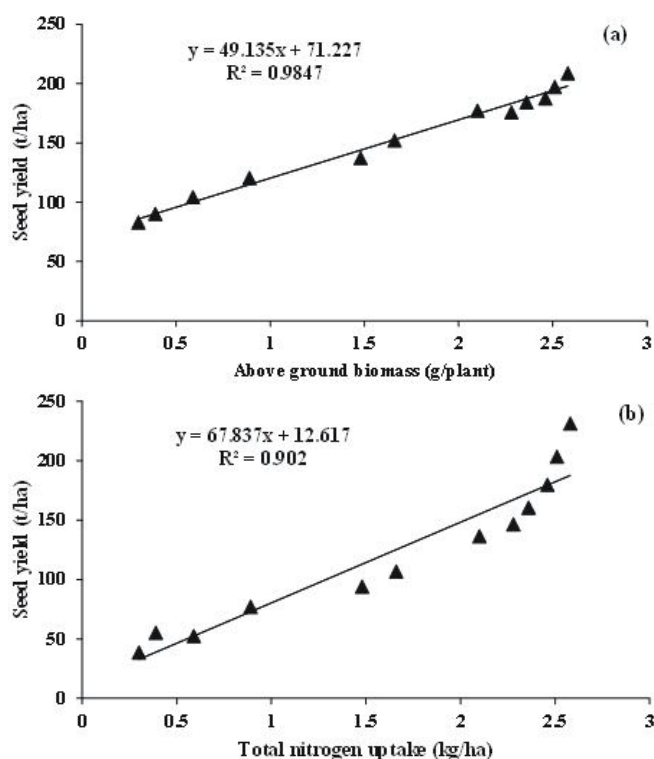 (a)
y = 49.135x + 71.227
R² = 0.9847
Seed yield (t/ha)
250
200
150
100
50
0
0 0.5 1 1.5 2 2.5 3
Above ground biomass (g/plant)
(b)
y = 67.837x + 12.617
R² = 0.902
Seed yield (t/ha)
250
200
150
100
50
0
0 0.5 1 1.5 2 2.5 3
Total nitrogen uptake (kg/ha)